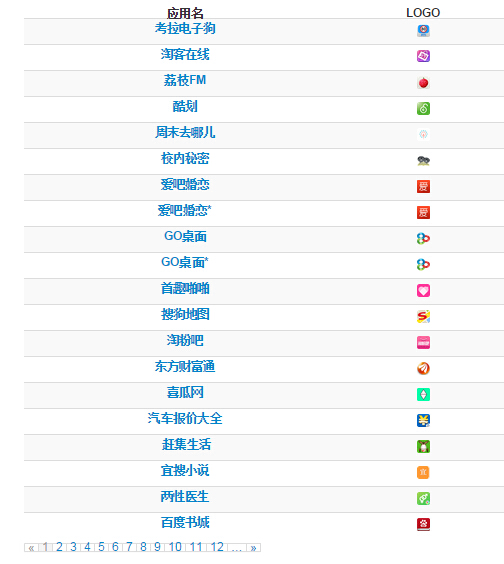 应用名 LOGO
考拉电子狗
淘客在线
荔枝FM
酷划
周末去哪儿
校内秘密
爱吧婚恋
爱吧婚恋*
GO桌面
GO桌面*
首趣啪啪
搜狗地图
淘粉吧
东方财富通
喜瓜网
汽车报价大全
赶集生活
宜搜小说
两性医生
百度书城
« 1 2 3 4 5 6 7 8 9 10 11 12 ... »